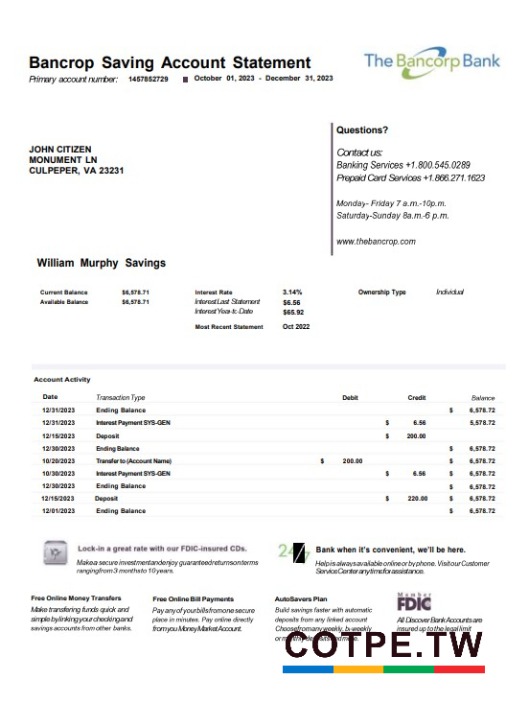 Bancrop Saving Account Statement
Primary account number: 1457852729 ■ October 01, 2023 - December 31, 2023
The Bancorp Bank
Questions?
Contact us:
Banking Services +1.800.545.0289
Prepaid Card Services +1.866.271.1623
Monday- Friday 7 a.m.-10p.m.
Saturday-Sunday 8a.m.-6 p.m.
www.thebancrop.com
JOHN CITIZEN
MONUMENT LN
CULPEPER, VA 23231
William Murphy Savings
Current Balance $6,578.71 Interest Rate 3.14% Ownership Type Individual
Available Balance $6,578.71 Interest Last Statement $6.56
Interest Year-to-Date $65.92
Most Recent Statement Oct 2022
Account Activity
Date Transaction Type Debit Credit Balance
12/31/2023 Ending Balance $ 6,578.72
12/31/2023 Interest Payment SYS-GEN $ 6.56 5,578.72
12/15/2023 Deposit $ 200.00
12/30/2023 Ending Balance $ 6,578.72
10/20/2023 Transfer to (Account Name) $ 200.00 $ 6,578.72
10/30/2023 Interest Payment SYS-GEN $ 6.56 $ 6,578.72
12/30/2023 Ending Balance $ 6,578.72
12/15/2023 Deposit $ 220.00 $ 6,578.72
12/01/2023 Ending Balance $ 6,578.72
Lock-in a great rate with our FDIC-insured CDs.
Make a secure investment and enjoy guaranteed returns on terms
ranging from 3 months to 10 years.
24
Bank when it's convenient, we'll be here.
Help is always available online or by phone. Visit our Customer
Service Center anytime for assistance.
Free Online Money Transfers
Make transfering funds quick and
simple by linking your checking and
savings accounts from other banks.
Free Online Bill Payments
Pay any of your bills from one secure
place in minutes. Pay online directly
from you Money Market Account.
AutoSavers Plan
Build savings faster with automatic
deposits from any linked account
Choose from any weekly, bi-weekly
Member
FDIC
All Discover Bank Accounts are
insured up to the legal limit
COTPE.TW